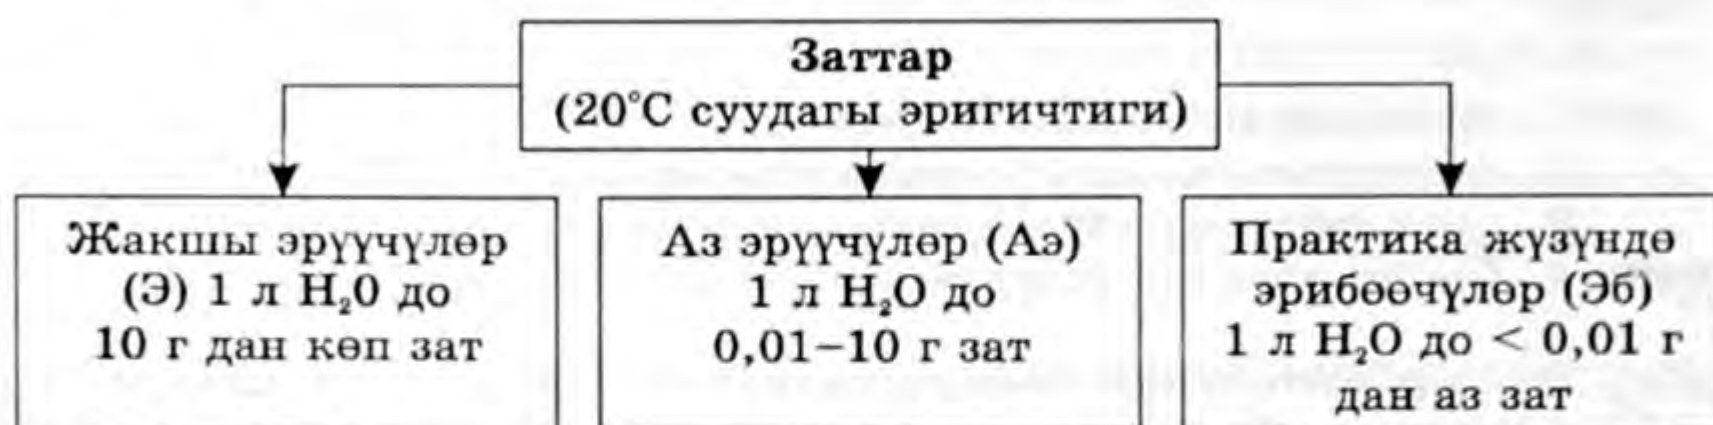 Заттар
(20°С суудагы эригичтиги)
Жакшы эрүүчүлөр
(Э) 1 л H₂0 до
10 г дан көп зат
Аз эрүүчүлөр (Аэ)
1 л H₂O до
0,01–10 г зат
Практика жүзүндө
эрибөөчүлөр (Эб)
1 л H₂O до < 0,01 г
дан аз зат